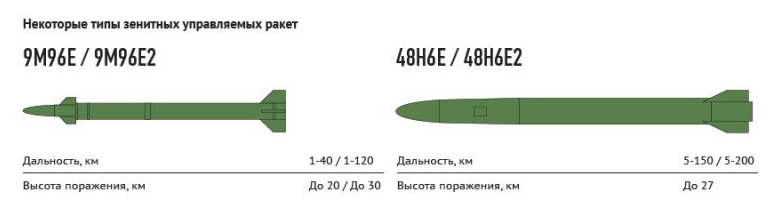 Некоторые типы зенитных управляемых ракет
9М96Е / 9М96Е2
48Н6Е / 48Н6Е2
Дальность, км 1-40 / 1-120
Высота поражения, км До 20 / До 30
Дальность, км 5-150 / 5-200
Высота поражения, км До 27